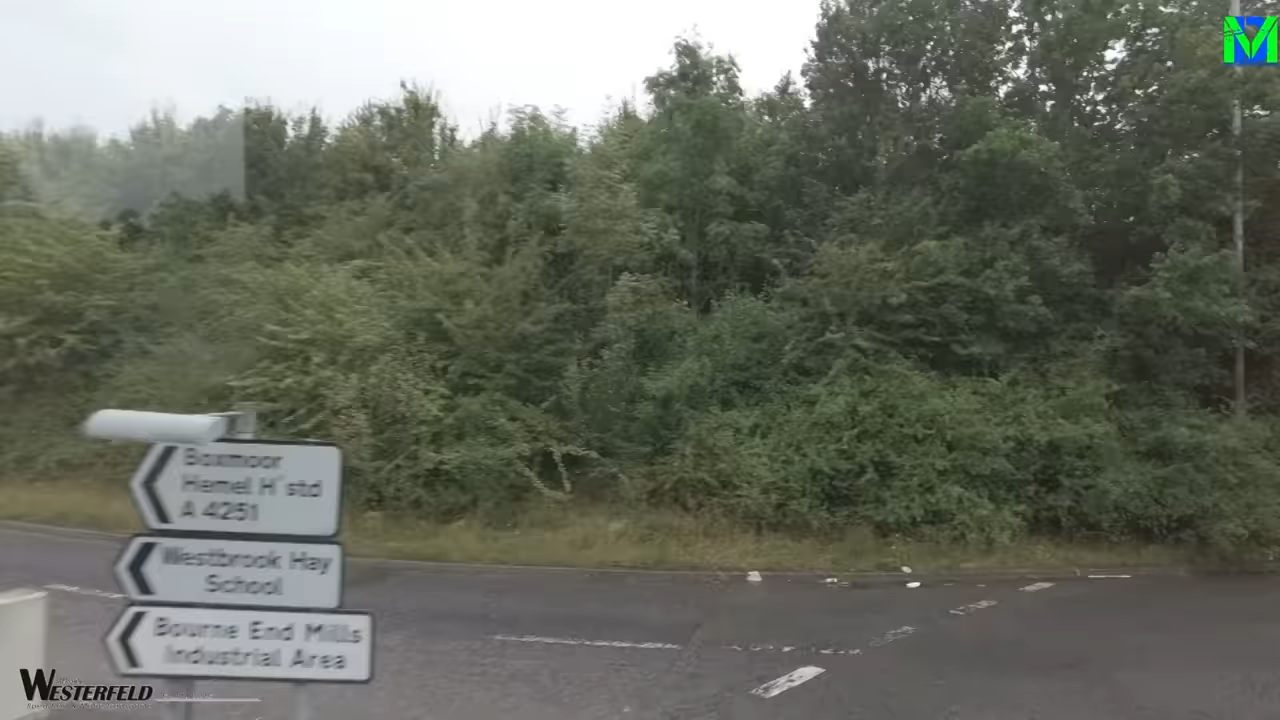 Boxmoor
Hemel H'std
A 4251
Westbrook Hay
School
Bourne End Mills
Industrial Area
WESTERFELD